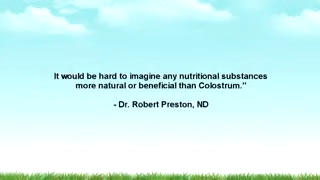 It would be hard to imagine any nutritional substances
more natural or beneficial than Colostrum."
- Dr. Robert Preston, ND